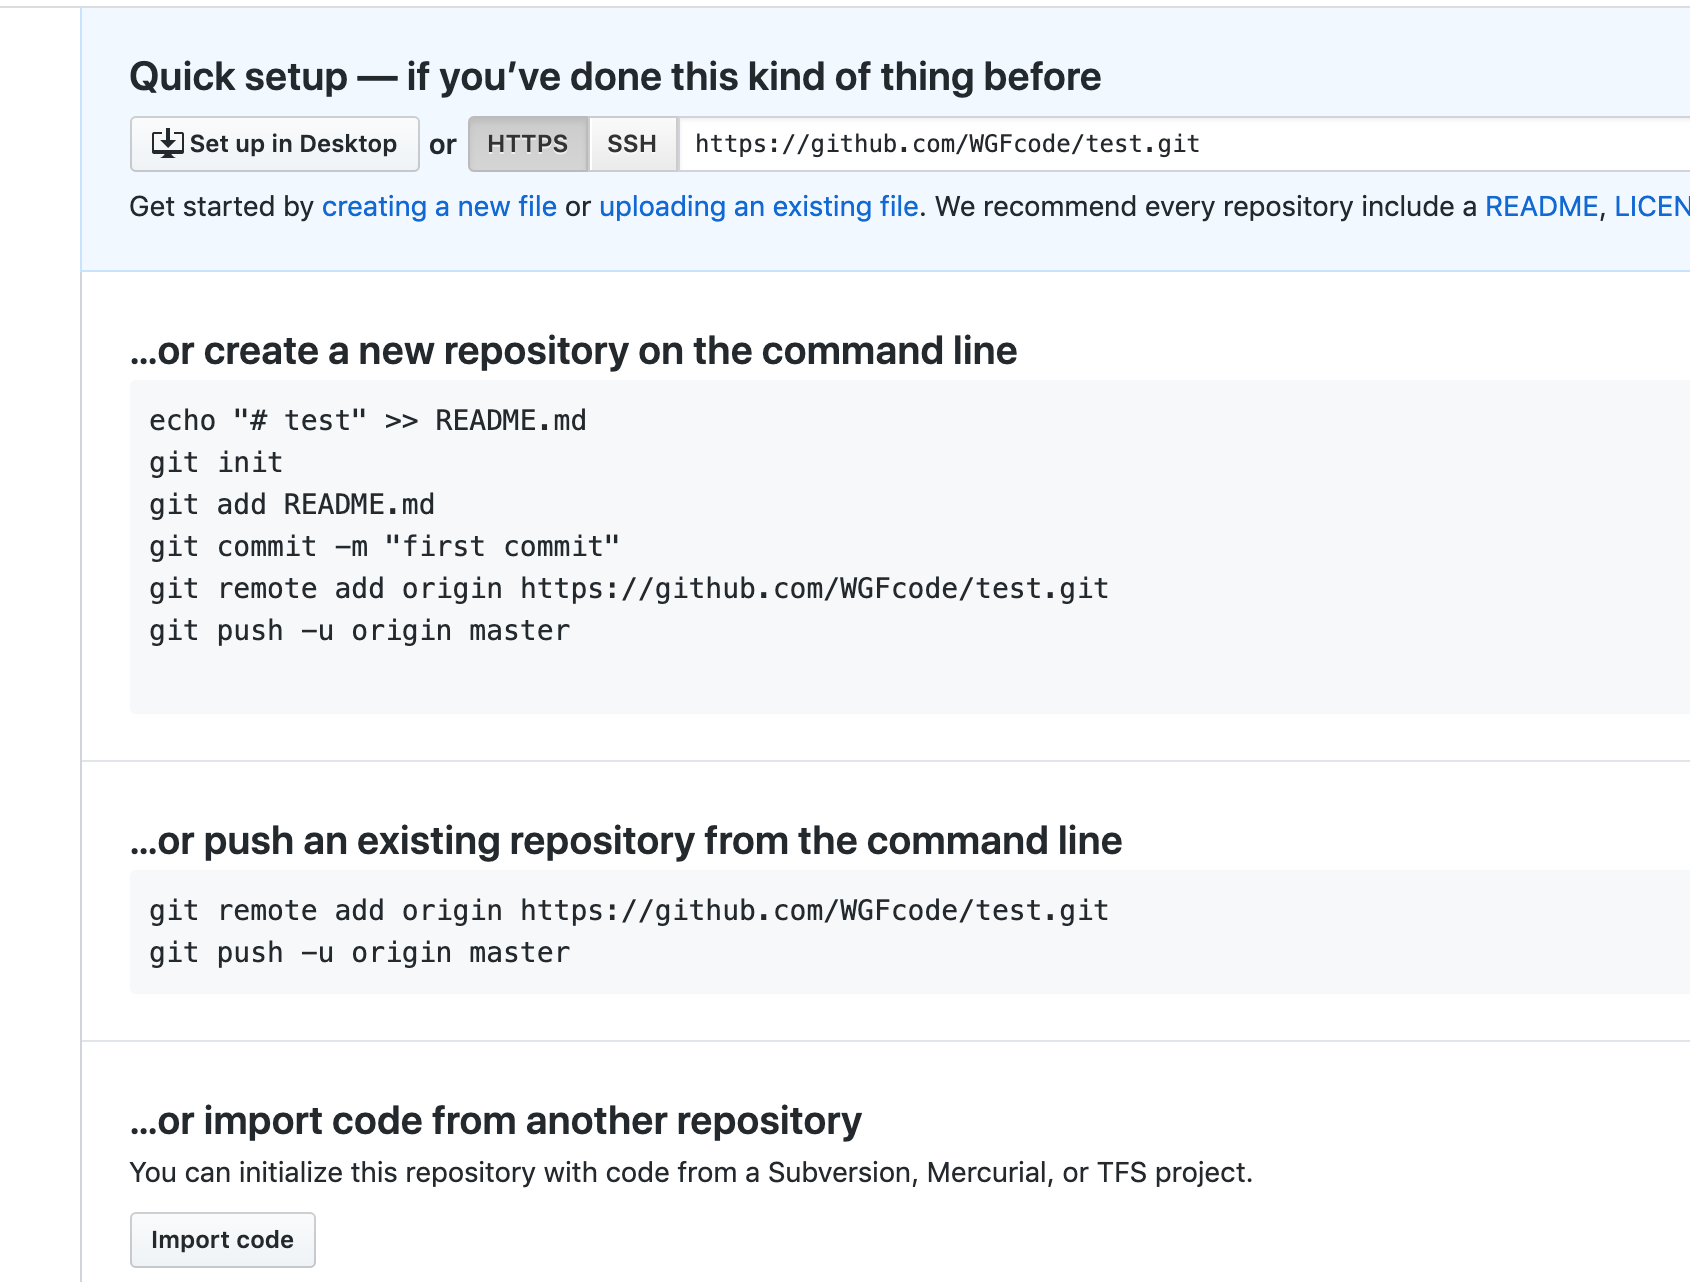 Quick setup — if you’ve done this kind of thing before
Set up in Desktop or HTTPS SSH https://github.com/WGFcode/test.git
Get started by creating a new file or uploading an existing file. We recommend every repository include a README, LICEN
...or create a new repository on the command line
echo "# test" >> README.md
git init
git add README.md
git commit -m "first commit"
git remote add origin https://github.com/WGFcode/test.git
git push -u origin master
...or push an existing repository from the command line
git remote add origin https://github.com/WGFcode/test.git
git push -u origin master
...or import code from another repository
You can initialize this repository with code from a Subversion, Mercurial, or TFS project.
Import code